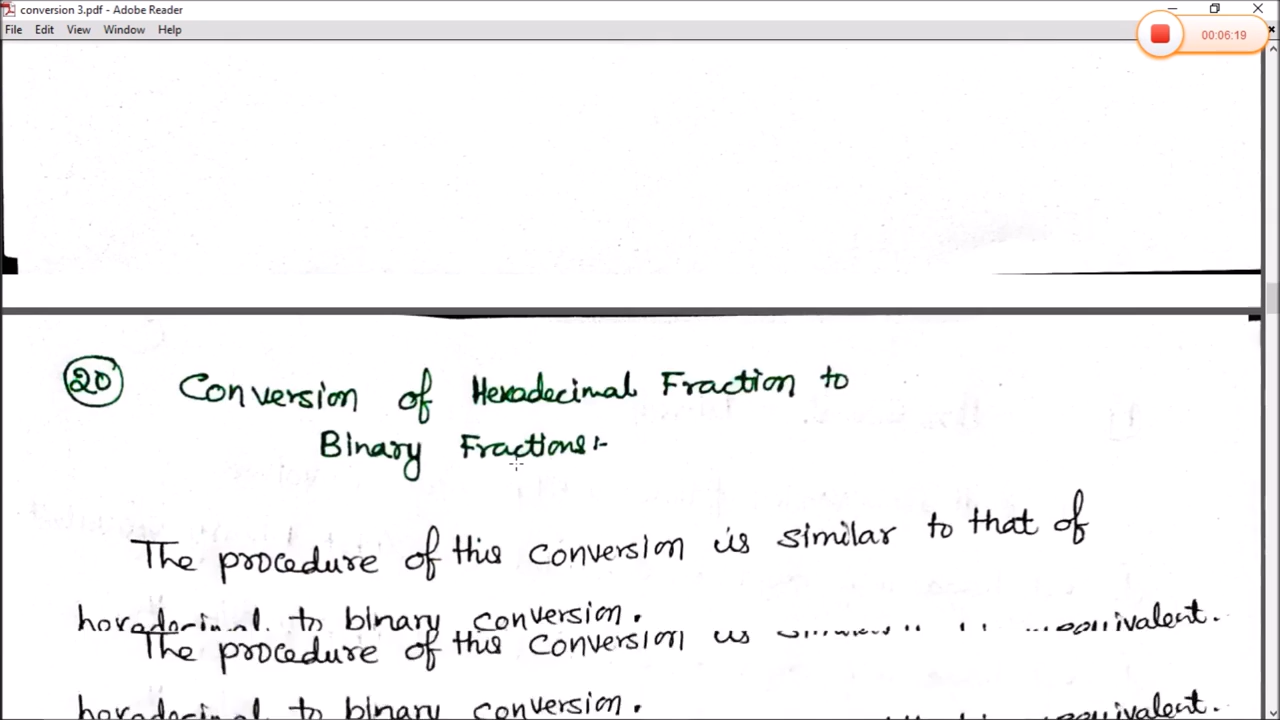 conversion 3.pdf - Adobe Reader
File Edit View Window Help
00:06:19
20 Conversion of Hexadecimal Fraction to
Binary Fractions:-
The procedure of this conversion is similar to that of
hexadecimal to binary conversion. equivalent.
The procedure of this conversion is
hexadecimal to binary conversion. equivalent.